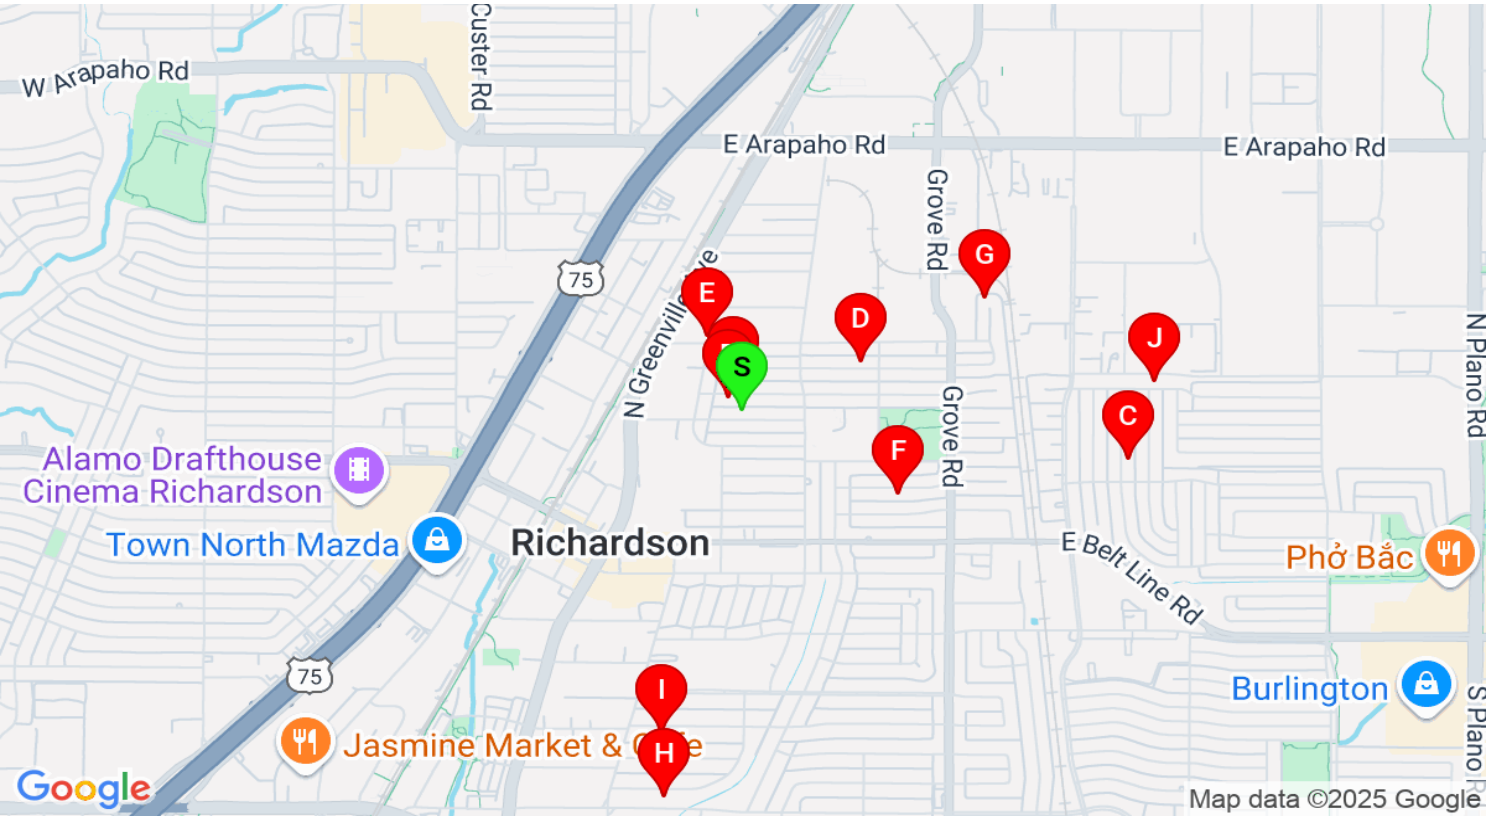 Custer Rd
W Arapaho Rd
E Arapaho Rd
E Arapaho Rd
Grove Rd
G
75
N Greenville Ave
E
D
J
S
N Plano Rd
Grove Rd
C
F
Alamo Drafthouse
Cinema Richardson
Town North Mazda
Richardson
E Belt Line Rd
Phở Bắc
75
I
Burlington
S Plano R
Jasmine Market &
H
Google
Map data ©2025 Google